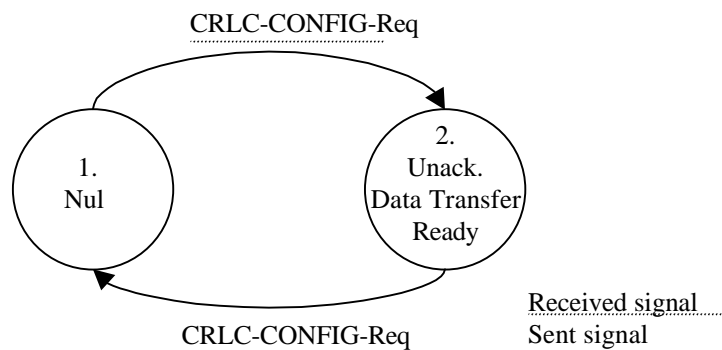 CRLC-CONFIG-Req
1.
Nul
2.
Unack.
Data Transfer
Ready
CRLC-CONFIG-Req
Received signal
Sent signal